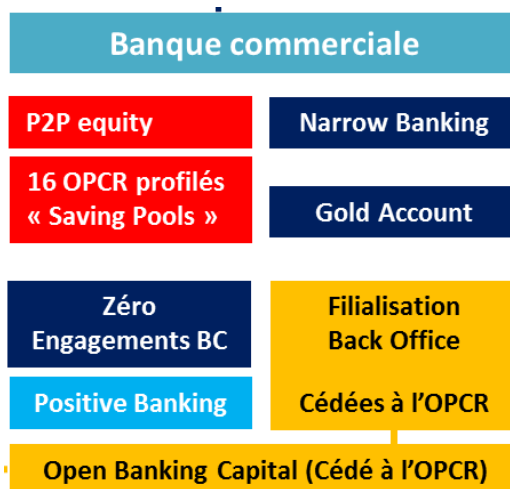 Banque commerciale
P2P equity
Narrow Banking
16 OPCR profilés
« Saving Pools »
Gold Account
Zéro
Engagements BC
Filialisation
Back Office
Positive Banking
Cédées à l’OPCR
Open Banking Capital (Cédé à l’OPCR)